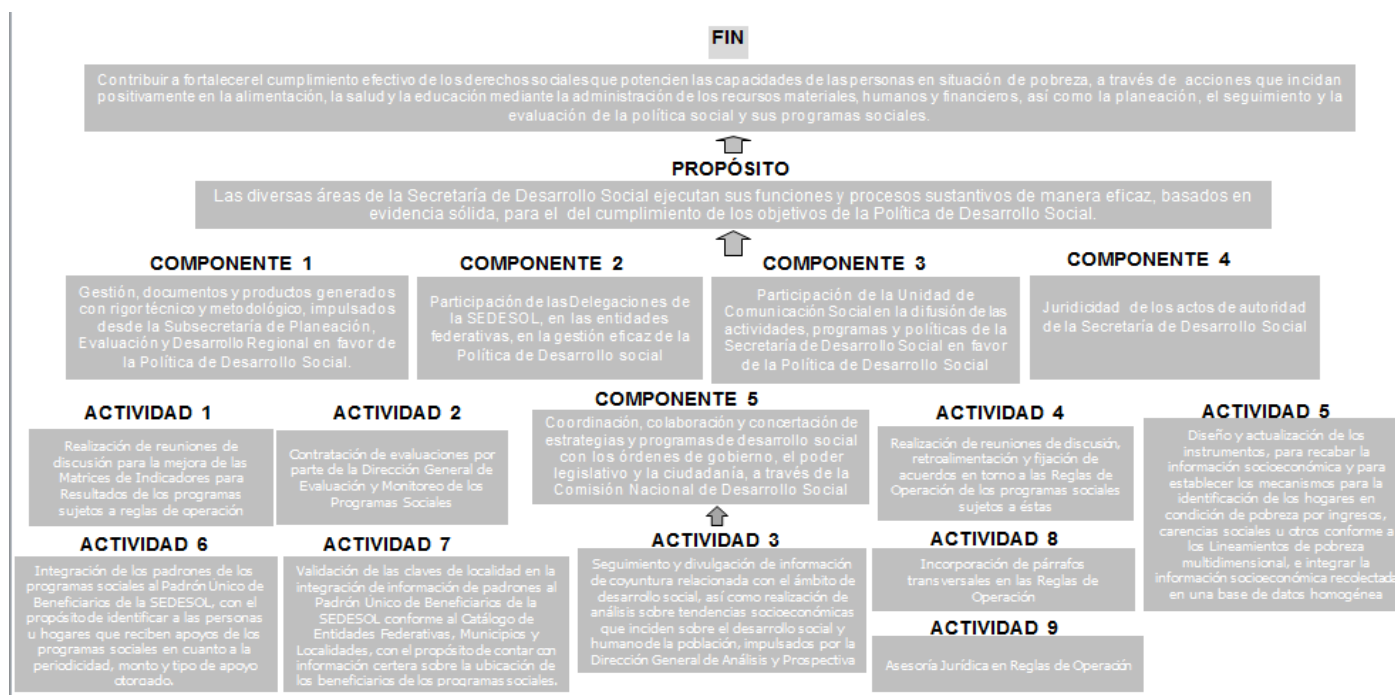 FIN
Contribuir a fortalecer el cumplimiento efectivo de los derechos sociales que potencien las capacidades de las personas en situación de pobreza, a través de acciones que incidan
positivamente en la alimentación, la salud y la educación mediante la administración de los recursos materiales, humanos y financieros, así como la planeación, el seguimiento y la
evaluación de la política social y sus programas sociales.
PROPÓSITO
Las diversas áreas de la Secretaría de Desarrollo Social ejecutan sus funciones y procesos sustantivos de manera eficaz, basados en
evidencia sólida, para el del cumplimiento de los objetivos de la Política de Desarrollo Social.
COMPONENTE 1
Gestión, documentos y productos generados
con rigor técnico y metodológico, impulsados
desde la Subsecretaría de Planeación,
Evaluación y Desarrollo Regional en favor de
la Política de Desarrollo Social.
COMPONENTE 2
Participación de las Delegaciones de
la SEDESOL, en las entidades
federativas, en la gestión eficaz de la
Política de Desarrollo social
COMPONENTE 3
Participación de la Unidad de
Comunicación Social en la difusión de las
actividades, programas y políticas de la
Secretaría de Desarrollo Social en favor
de la Política de Desarrollo Social
COMPONENTE 4
Juridicidad de los actos de autoridad
de la Secretaría de Desarrollo Social
ACTIVIDAD 1
Realización de reuniones de
discusión para la mejora de las
Matrices de Indicadores para
Resultados de los programas
sujetos a reglas de operación
ACTIVIDAD 2
Contratación de evaluaciones por
parte de la Dirección General de
Evaluación y Monitoreo de los
Programas Sociales
COMPONENTE 5
Coordinación, colaboración y concertación de
estrategias y programas de desarrollo social
con los órdenes de gobierno, el poder
legislativo y la ciudadanía, a través de la
Comisión Nacional de Desarrollo Social
ACTIVIDAD 4
Realización de reuniones de discusión,
retroalimentación y fijación de
acuerdos en torno a las Reglas de
Operación de los programas sociales
sujetos a éstas
ACTIVIDAD 5
Diseño y actualización de los
instrumentos, para recabar la
información socioeconómica y para
establecer los mecanismos para la
identificación de los hogares en
condición de pobreza por ingresos,
carencias sociales u otros conforme a
los Lineamientos de pobreza
multidimensional, e integrar la
información socioeconómica recolectada
en una base de datos homogénea
ACTIVIDAD 6
Integración de los padrones de los
programas sociales al Padrón Único de
Beneficiarios de la SEDESOL, con el
propósito de identificar a las personas
u hogares que reciben apoyos de los
programas sociales en cuanto a la
periodicidad, monto y tipo de apoyo
otorgado.
ACTIVIDAD 7
Validación de las claves de localidad en la
integración de información de padrones al
Padrón Único de Beneficiarios de la
SEDESOL conforme al Catálogo de
Entidades Federativas, Municipios y
Localidades, con el propósito de contar con
información certera sobre la ubicación de
los beneficiarios de los programas sociales.
ACTIVIDAD 3
Seguimiento y divulgación de información
de coyuntura relacionada con el ámbito de
desarrollo social, así como realización de
análisis sobre tendencias socioeconómicas
que inciden sobre el desarrollo social y
humano de la población, impulsados por la
Dirección General de Análisis y Prospectiva
ACTIVIDAD 8
Incorporación de párrafos
transversales en las Reglas de
Operación
ACTIVIDAD 9
Asesoría Jurídica en Reglas de Operación